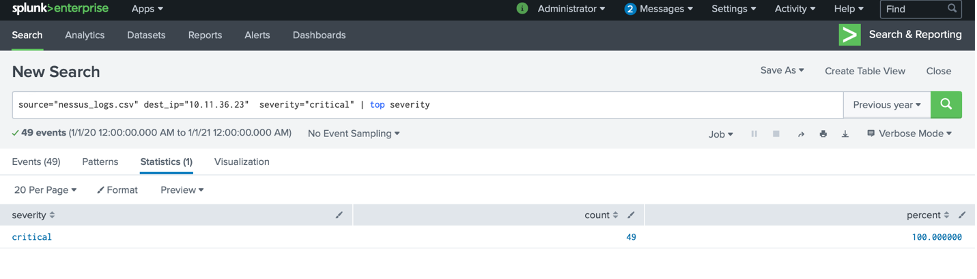 splunk>enterprise Apps ▾ i Administrator ▾ 2 Messages ▾ Settings ▾ Activity ▾ Help ▾ Find
Search Analytics Datasets Reports Alerts Dashboards > Search & Reporting
New Search Save As ▾ Create Table View Close
source="nessus_logs.csv" dest_ip="10.11.36.23"  severity="critical" | top severity Previous year ▾
✓ 49 events (1/1/20 12:00:00.000 AM to 1/1/21 12:00:00.000 AM) No Event Sampling ▾ Job ▾ Verbose Mode ▾
Events (49) Patterns Statistics (1) Visualization
20 Per Page ▾ Format Preview ▾
severity count percent
critical 49 100.000000